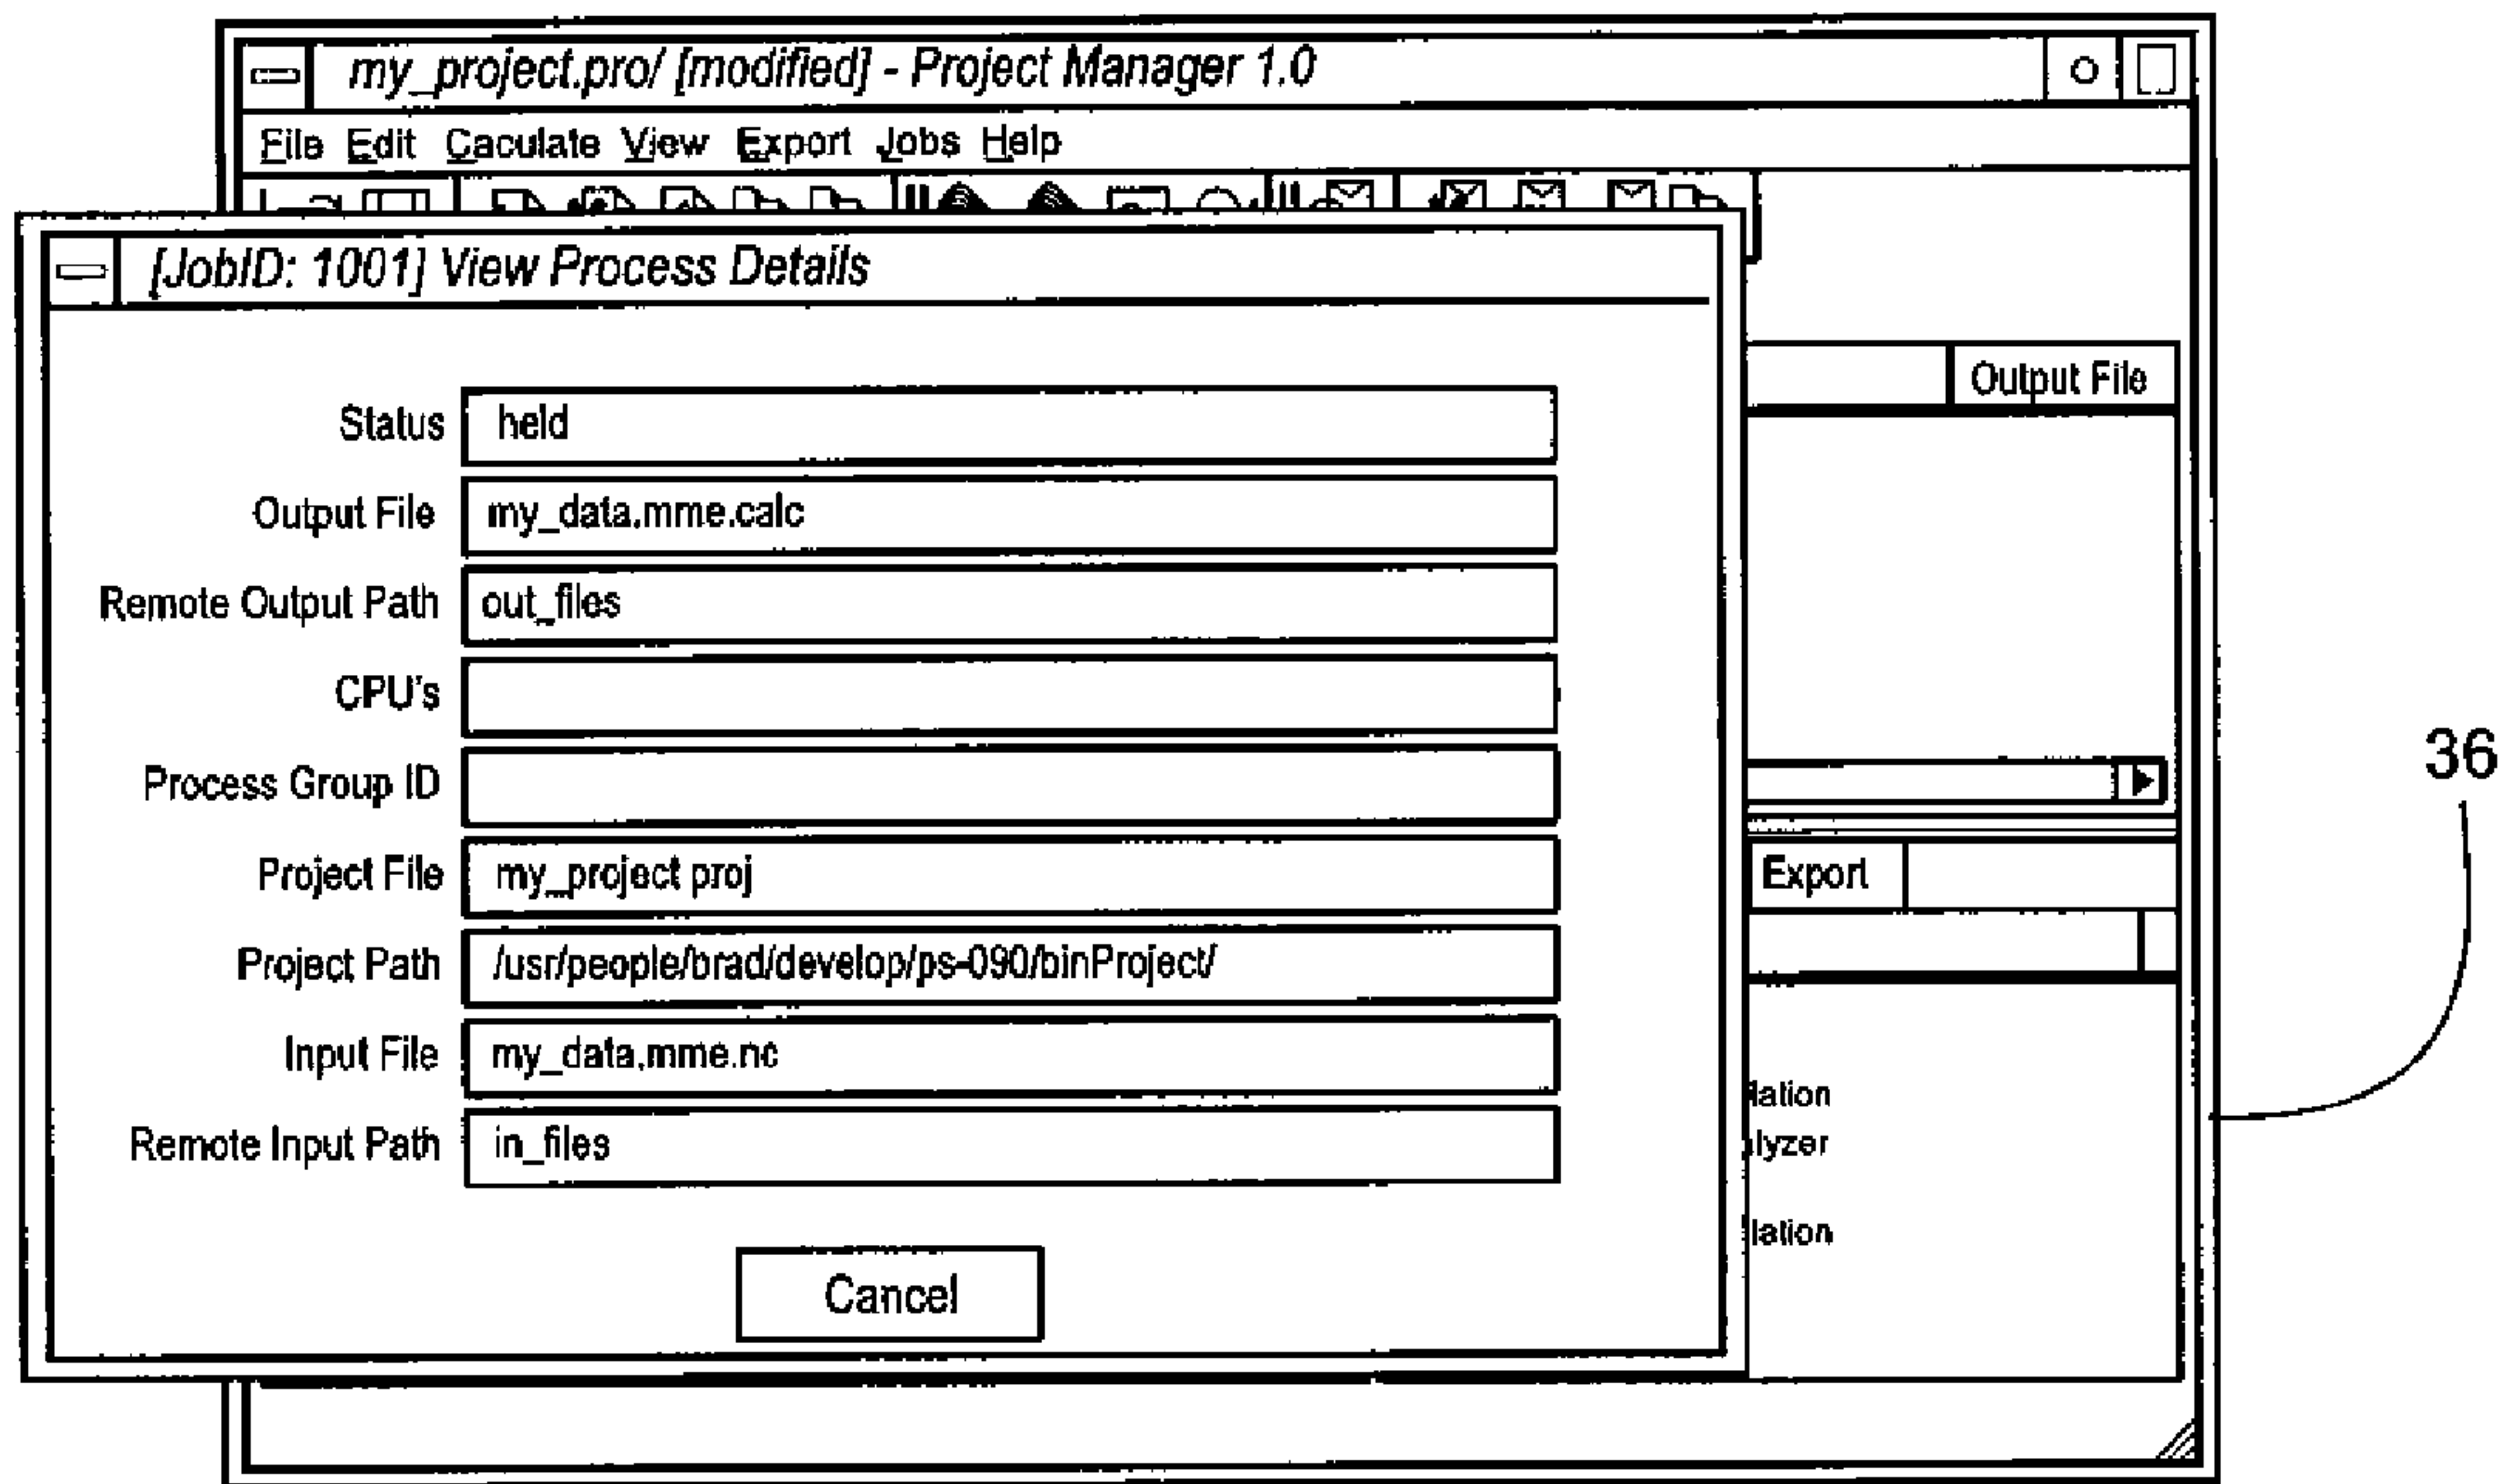 my_project.pro/ [modified] - Project Manager 1.0
File Edit Caculate View Export Jobs Help
[JobID: 1001] View Process Details
Output File
Status held
Output File my_data.mme.calc
Remote Output Path out_files
CPU's
Process Group ID
36
Project File my_project proj
Export
Project Path /usr/people/brad/develop/ps-090/binProject/
Input File my_data.mme.nc
lation
Remote Input Path in_files
lyzer
lation
Cancel